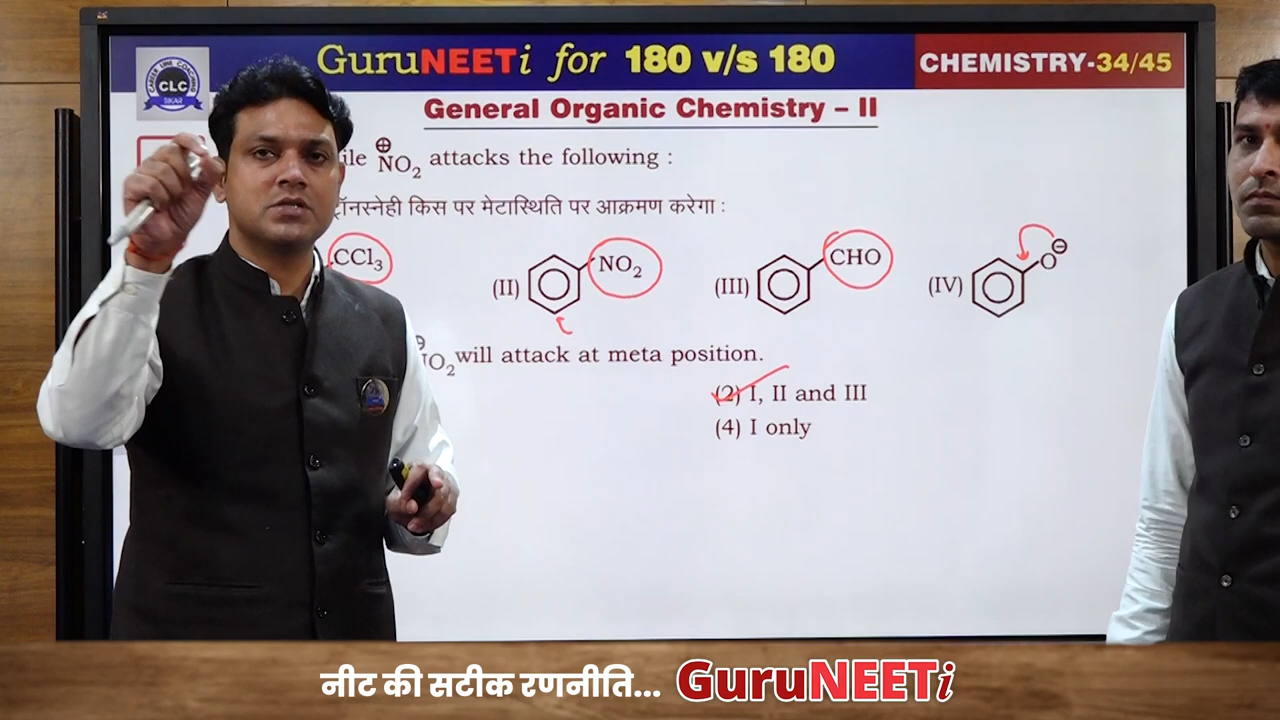 GuruNEETi for 180 v/s 180
CHEMISTRY-34/45
CLC
SIKAR
General Organic Chemistry – II
⊕NO2 attacks the following :
किस पर मेटास्थिति पर आक्रमण करेगा :
CCl3
(II) NO2
(III) CHO
(IV) O⊖
will attack at meta position.
(2) I, II and III
(4) I only
नीट की सटीक रणनीति... GuruNEETi